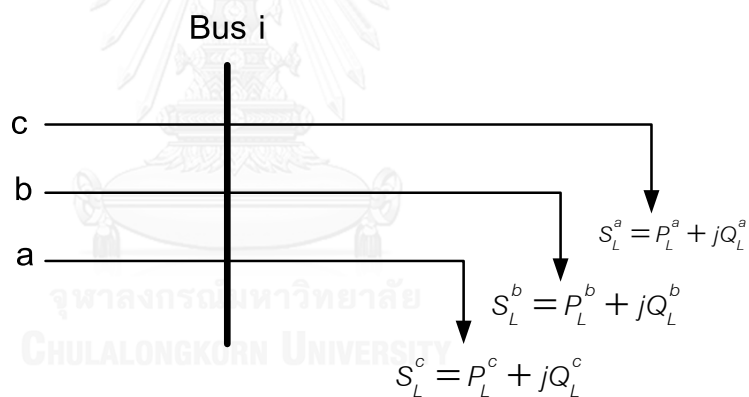 Bus i
c
b
a
S_L^a = P_L^a + jQ_L^a
S_L^b = P_L^b + jQ_L^b
S_L^c = P_L^c + jQ_L^c
จุฬาลงกรณ์มหาวิทยาลัย
CHULALONGKORN UNIVERSITY